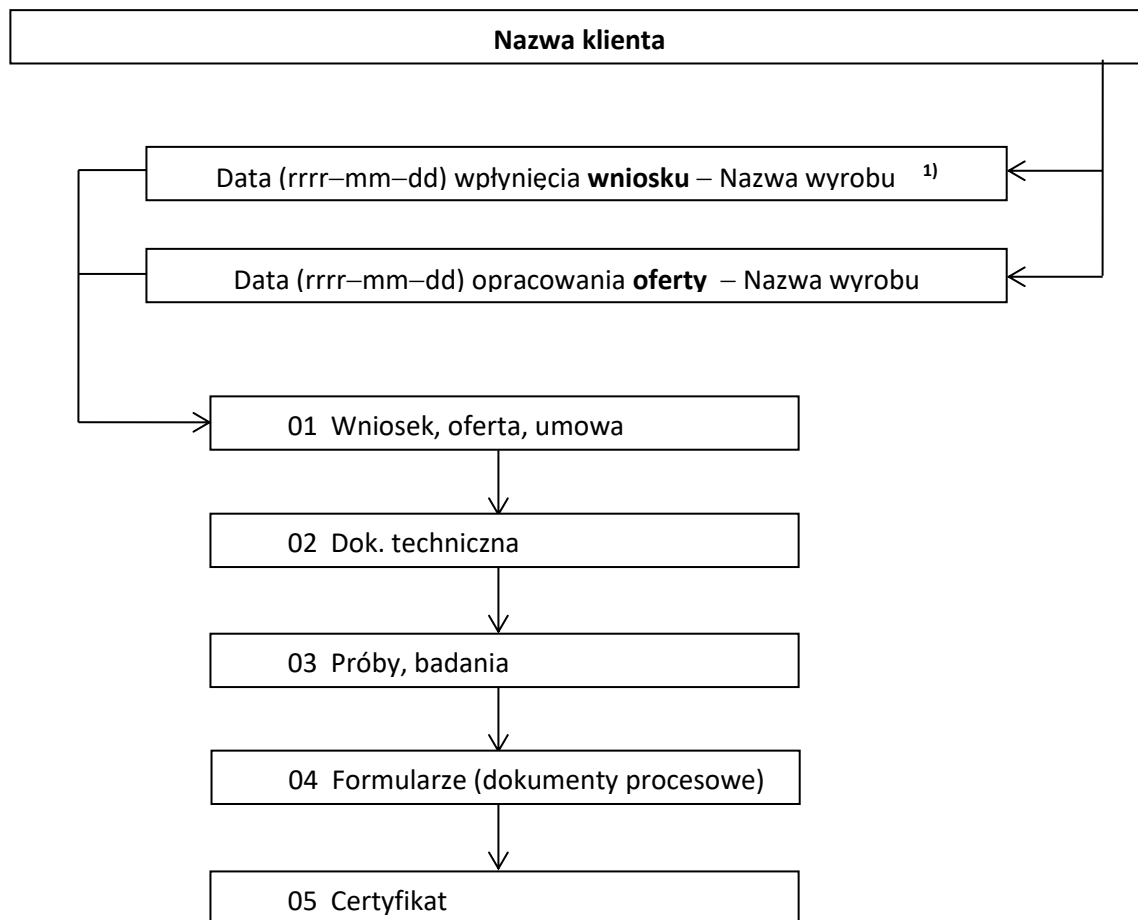 Nazwa klienta
Data (rrrr–mm–dd) wpłynięcia wniosku – Nazwa wyrobu 1)
Data (rrrr–mm–dd) opracowania oferty – Nazwa wyrobu
01 Wniosek, oferta, umowa
02 Dok. techniczna
03 Próby, badania
04 Formularze (dokumenty procesowe)
05 Certyfikat